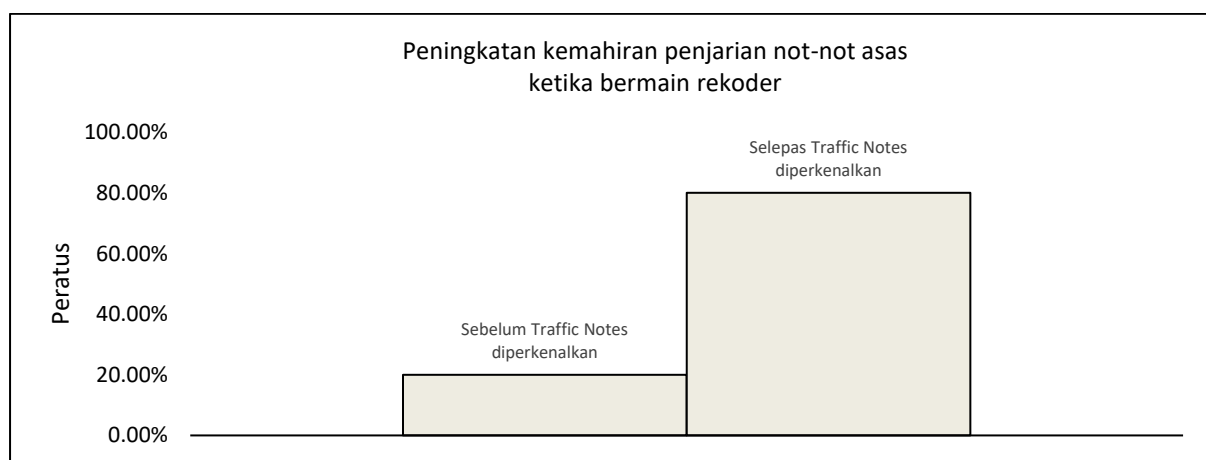 Peningkatan kemahiran penjarian not-not asas
ketika bermain rekoder
100.00%
80.00%
60.00%
40.00%
20.00%
0.00%
Peratus
Sebelum Traffic Notes
diperkenalkan
Selepas Traffic Notes
diperkenalkan